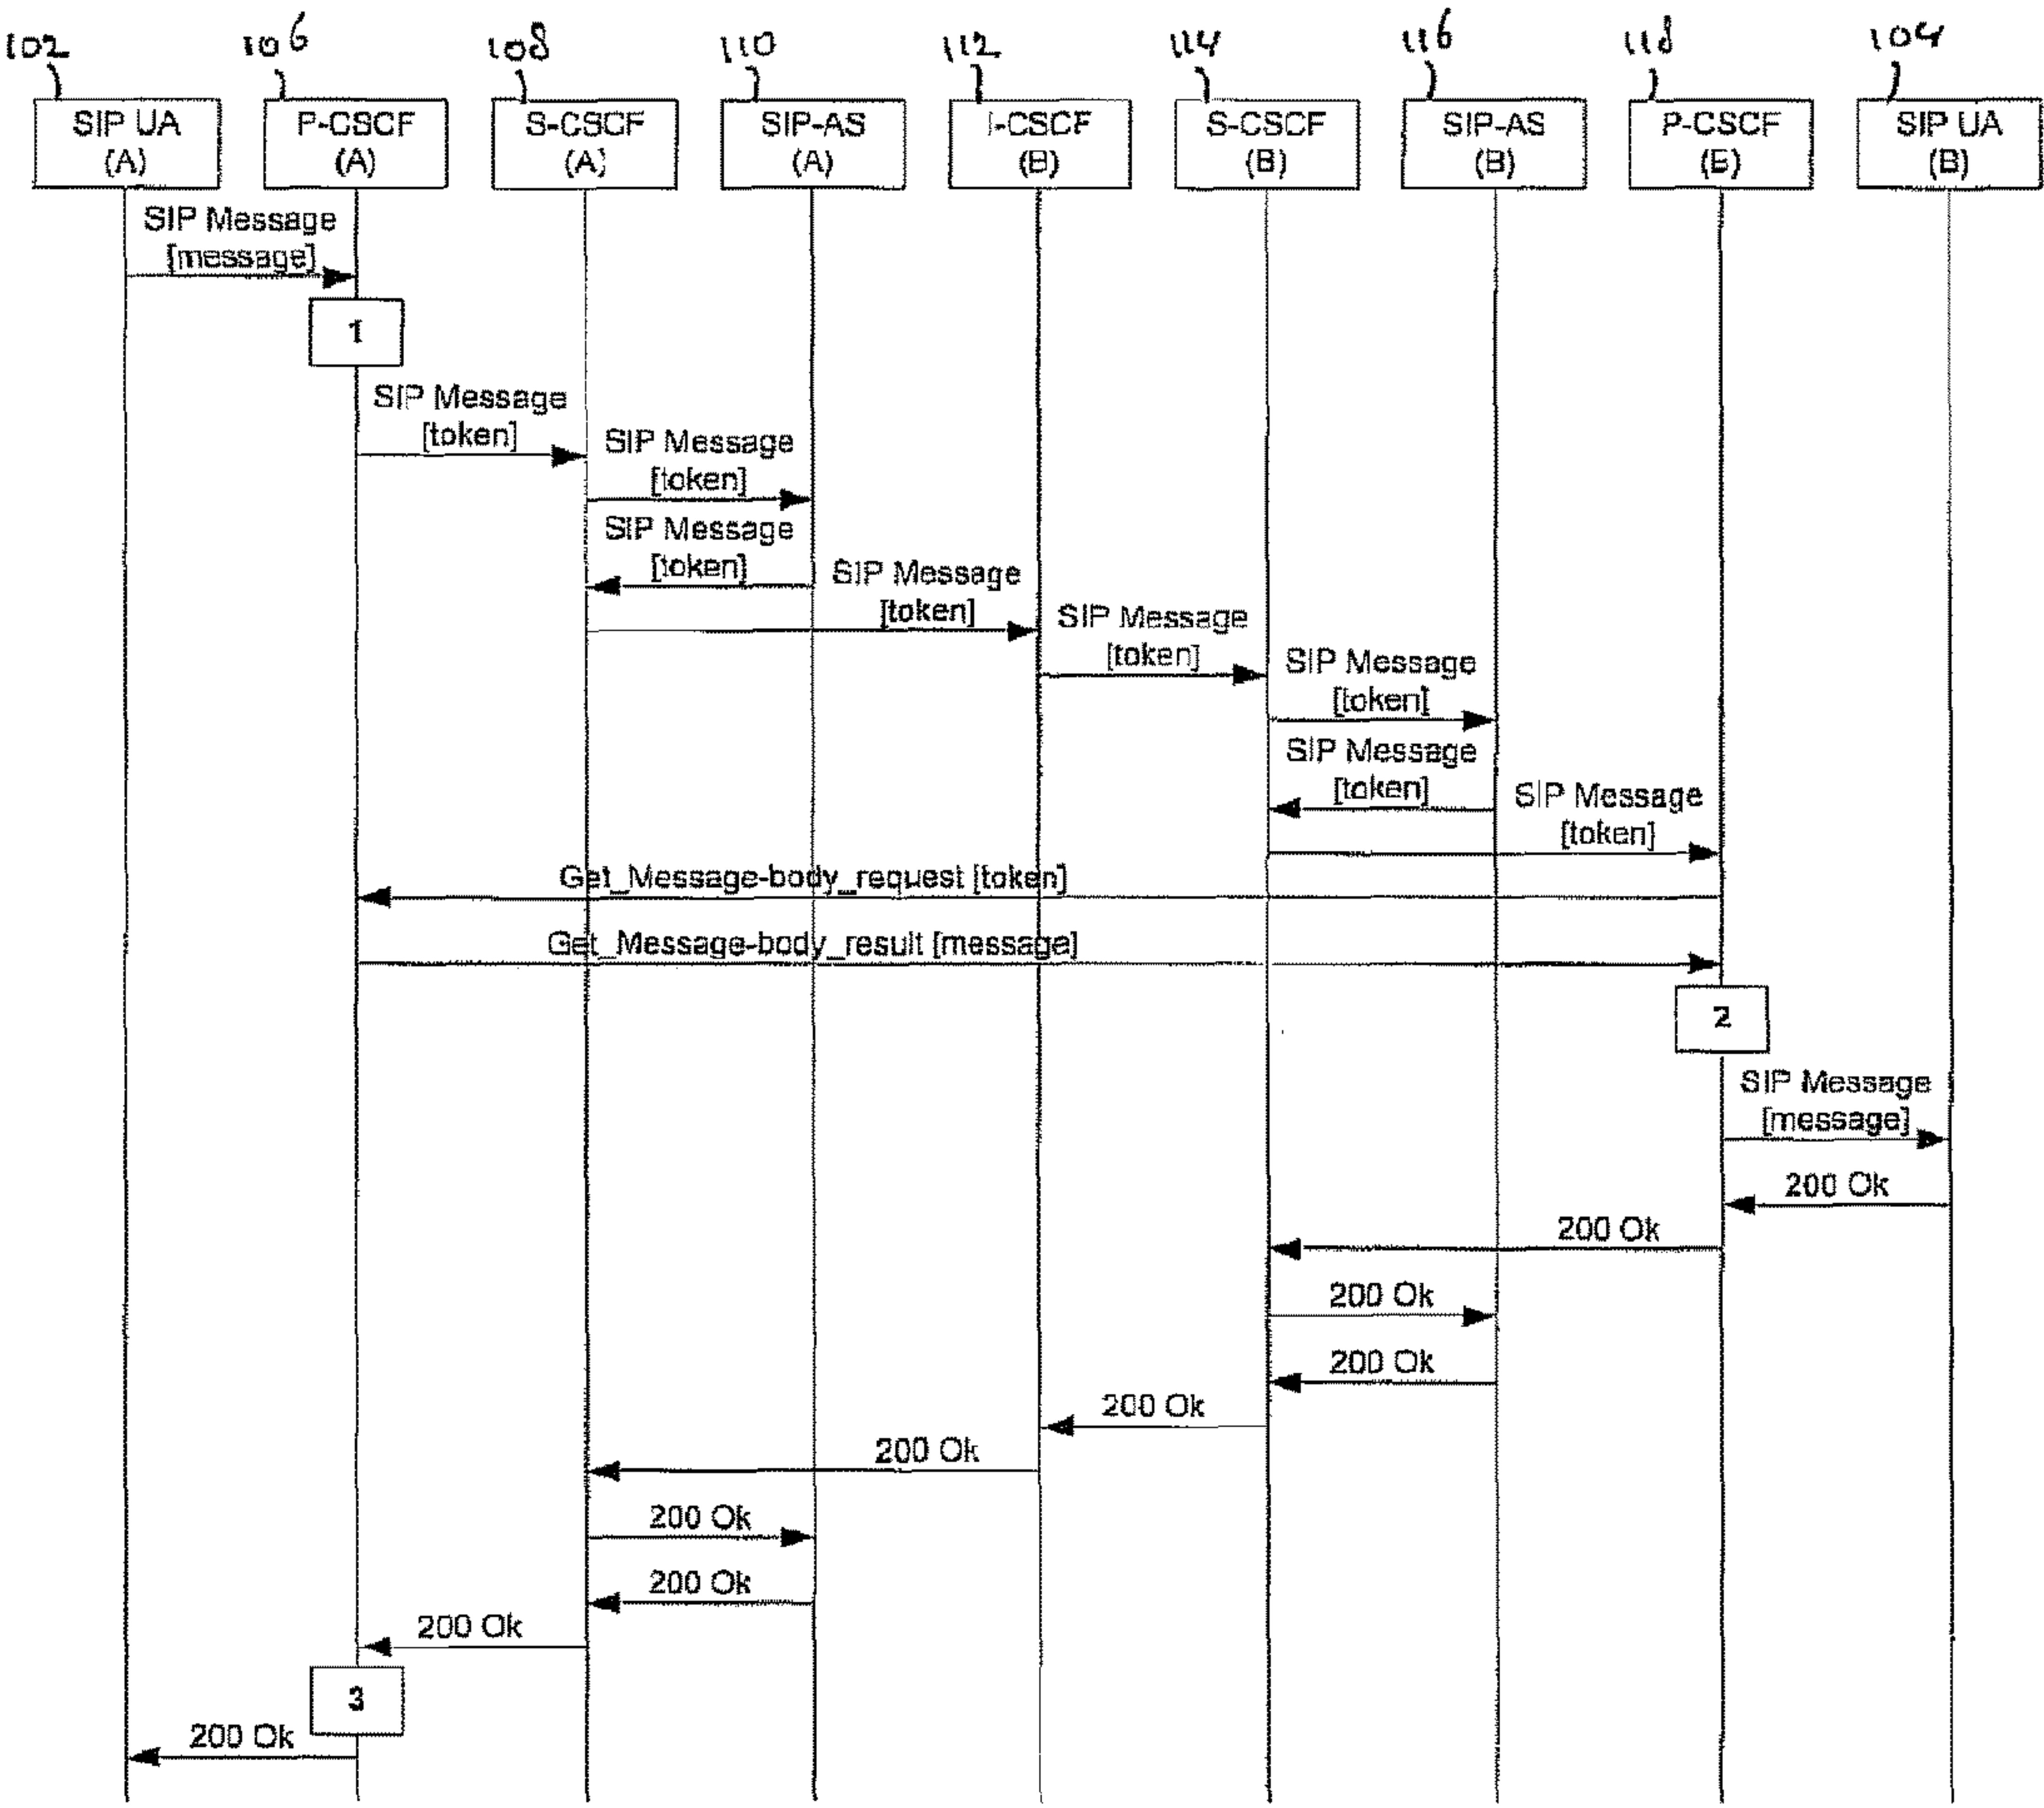 102
106
108
110
112
114
116
118
104
SIP UA
(A)
P-CSCF
(A)
S-CSCF
(A)
SIP-AS
(A)
I-CSCF
(B)
S-CSCF
(B)
SIP-AS
(B)
P-CSCF
(B)
SIP UA
(B)
SIP Message
[message]
1
SIP Message
[token]
SIP Message
[token]
SIP Message
[token]
SIP Message
[token]
SIP Message
[token]
SIP Message
[token]
SIP Message
[token]
SIP Message
[token]
Get_Message-body_request [token]
Get_Message-body_result [message]
2
SIP Message
[message]
200 Ok
200 Ok
200 Ok
200 Ok
200 Ok
200 Ok
200 Ok
200 Ok
200 Ok
3
200 Ok